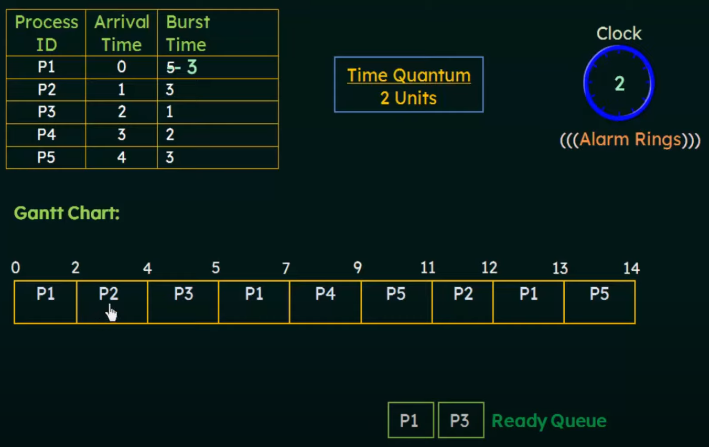 Process ID Arrival Time Burst Time
P1 0 5- 3
P2 1 3
P3 2 1
P4 3 2
P5 4 3
Time Quantum
2 Units
Clock
2
(((Alarm Rings)))
Gantt Chart:
0 2 4 5 7 9 11 12 13 14
P1 P2 P3 P1 P4 P5 P2 P1 P5
P1 P3 Ready Queue